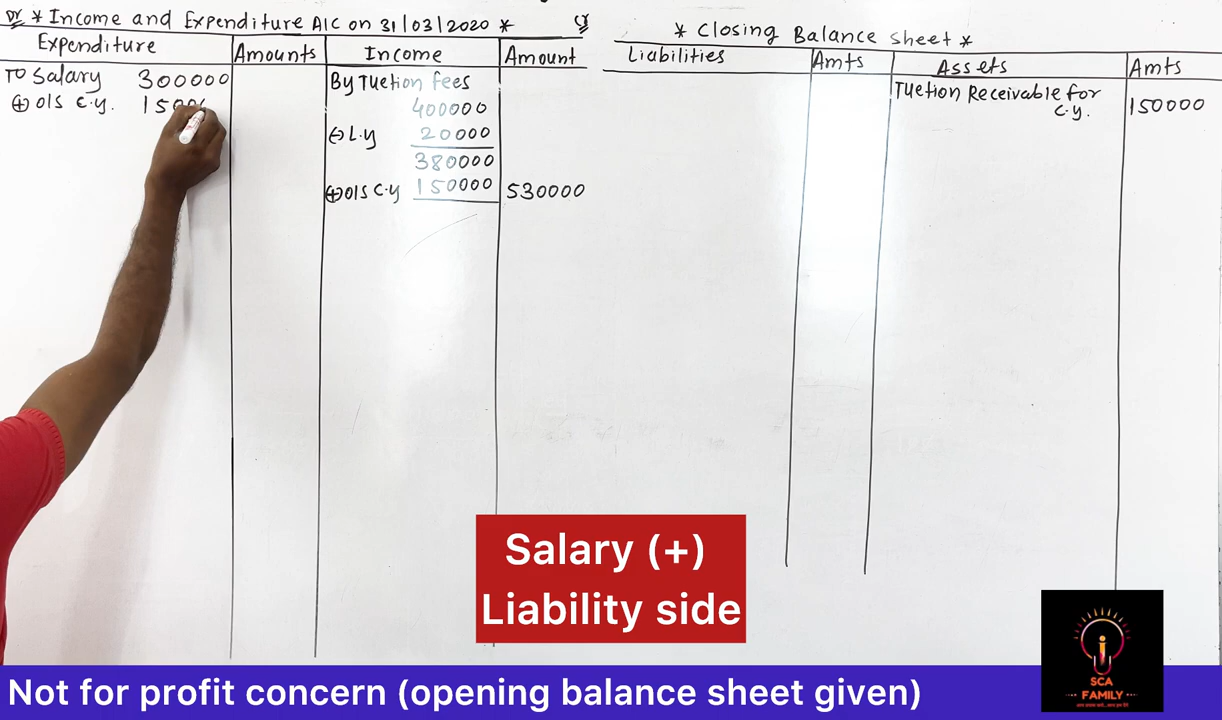 Dr * Income and Expenditure A/C on 31/03/2020 * Cr
Expenditure Amounts Income Amount
To Salary 300000 By Tuetion fees
400000
(+) O/S C.y.
(-) L.y 20000
380000
(+) O/S C.y 150000 530000
* Closing Balance Sheet *
Liabilities Amts Assets Amts
Tuetion Receivable for
C.y. 150000
Salary (+)
Liability side
Not for profit concern (opening balance sheet given)
SCA
FAMILY